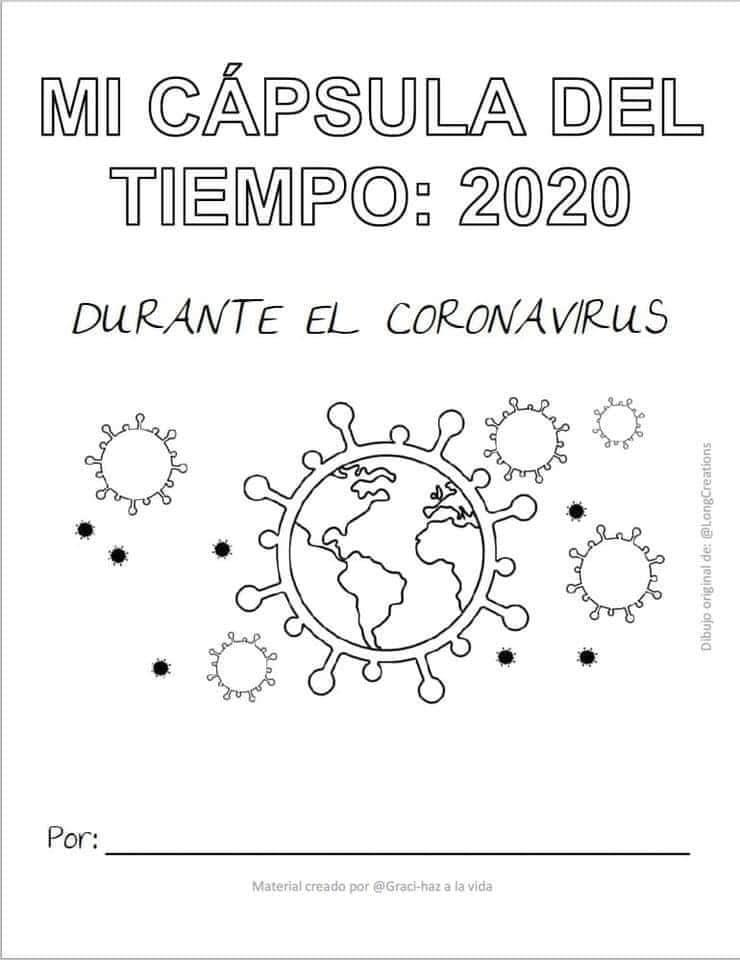 MI CÁPSULA DEL
TIEMPO: 2020
DURANTE EL CORONAVIRUS
Dibujo original de: @LongCreations
Por:
Material creado por @Graci-haz a la vida